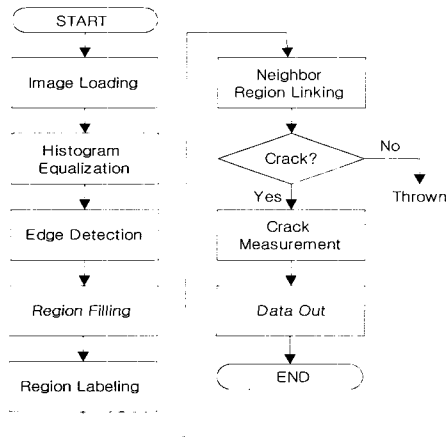 START
Image Loading
Histogram
Equalization
Edge Detection
Region Filling
Region Labeling
Neighbor
Region Linking
Crack?
No
Thrown
Yes
Crack
Measurement
Data Out
END